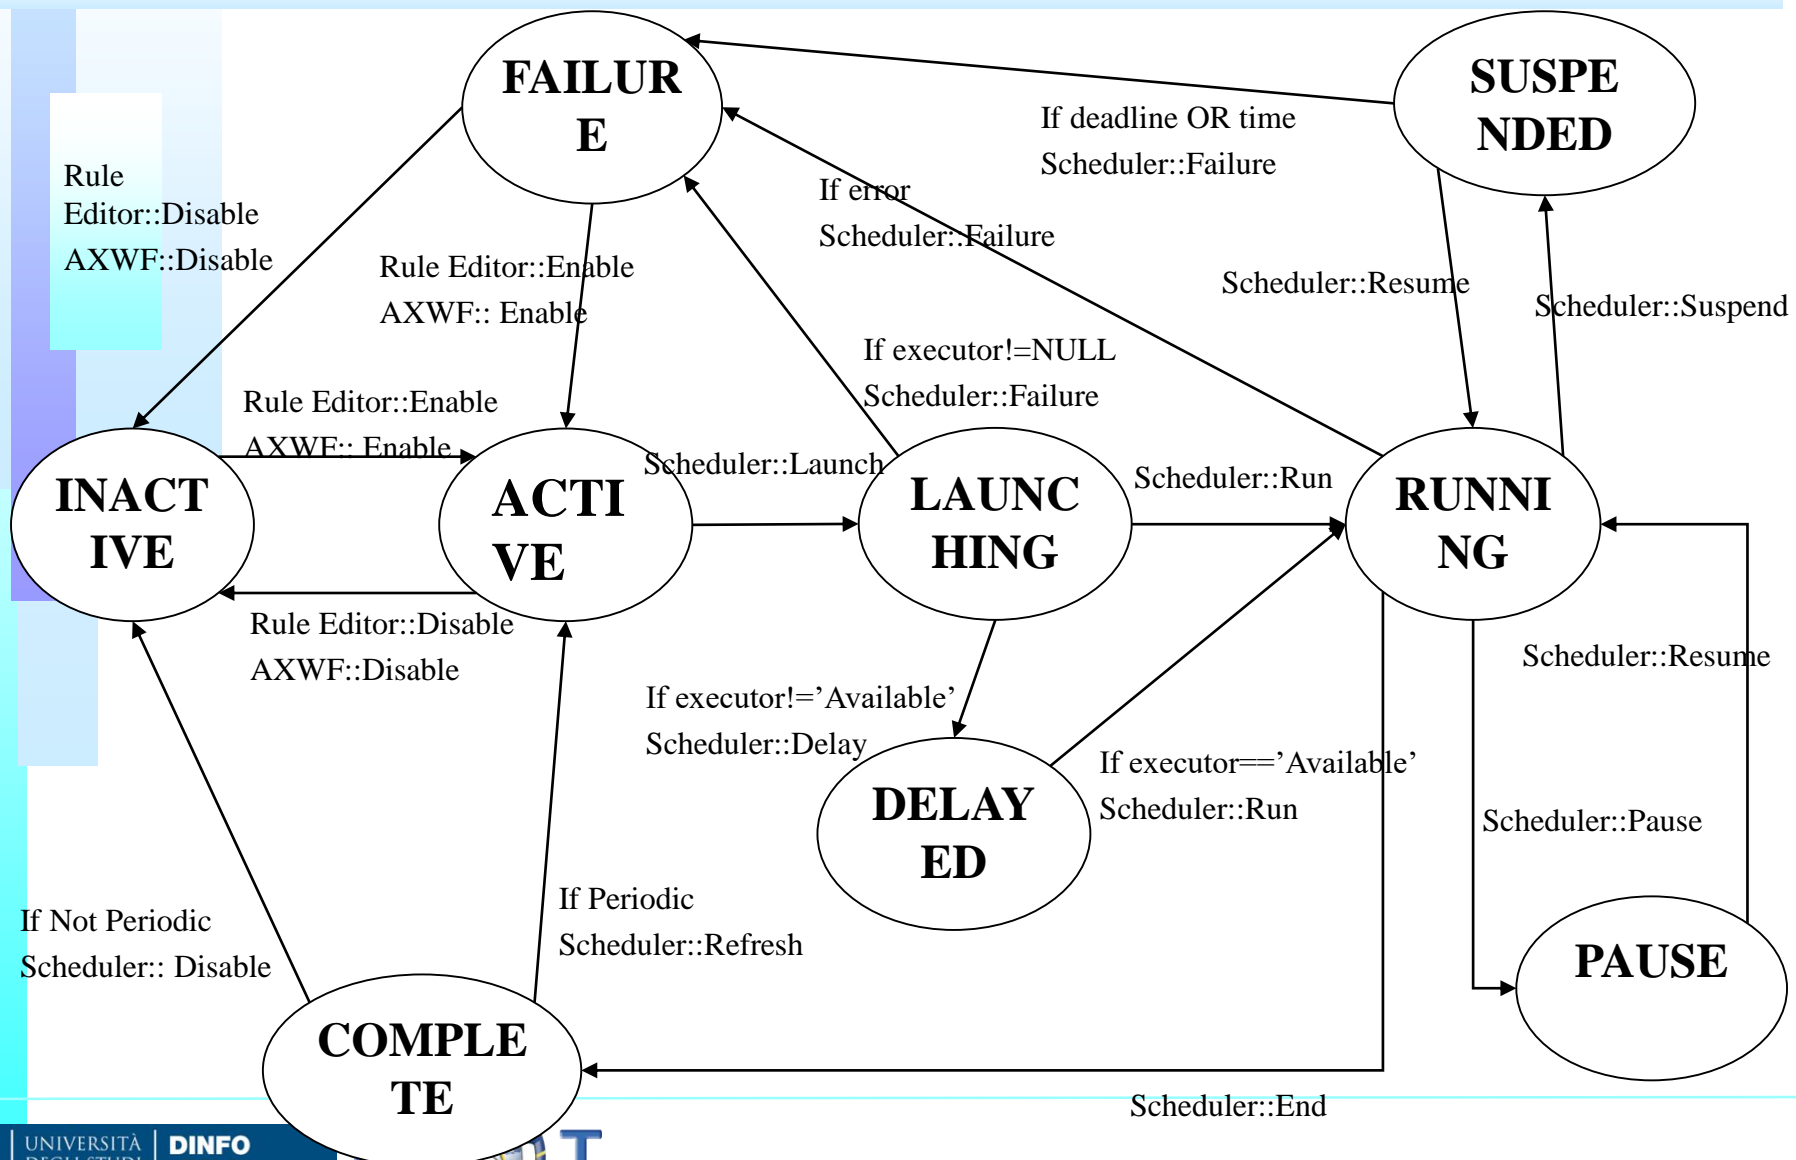 FAILUR
E
SUSPE
NDED
If deadline OR time
Scheduler::Failure
Rule
Editor::Disable
AXWF::Disable
If error
Scheduler::Failure
Rule Editor::Enable
AXWF:: Enable
Scheduler::Resume
Scheduler::Suspend
If executor!=NULL
Scheduler::Failure
Rule Editor::Enable
AXWF:: Enable
Scheduler::Launch
Scheduler::Run
INACT
IVE
ACTI
VE
LAUNC
HING
RUNNI
NG
Rule Editor::Disable
AXWF::Disable
Scheduler::Resume
If executor!=’Available’
Scheduler::Delay
If executor==’Available’
Scheduler::Run
DELAY
ED
Scheduler::Pause
If Not Periodic
Scheduler:: Disable
If Periodic
Scheduler::Refresh
PAUSE
COMPLE
TE
Scheduler::End
UNIVERSITÀ
DEGLI STUDI
DINFO